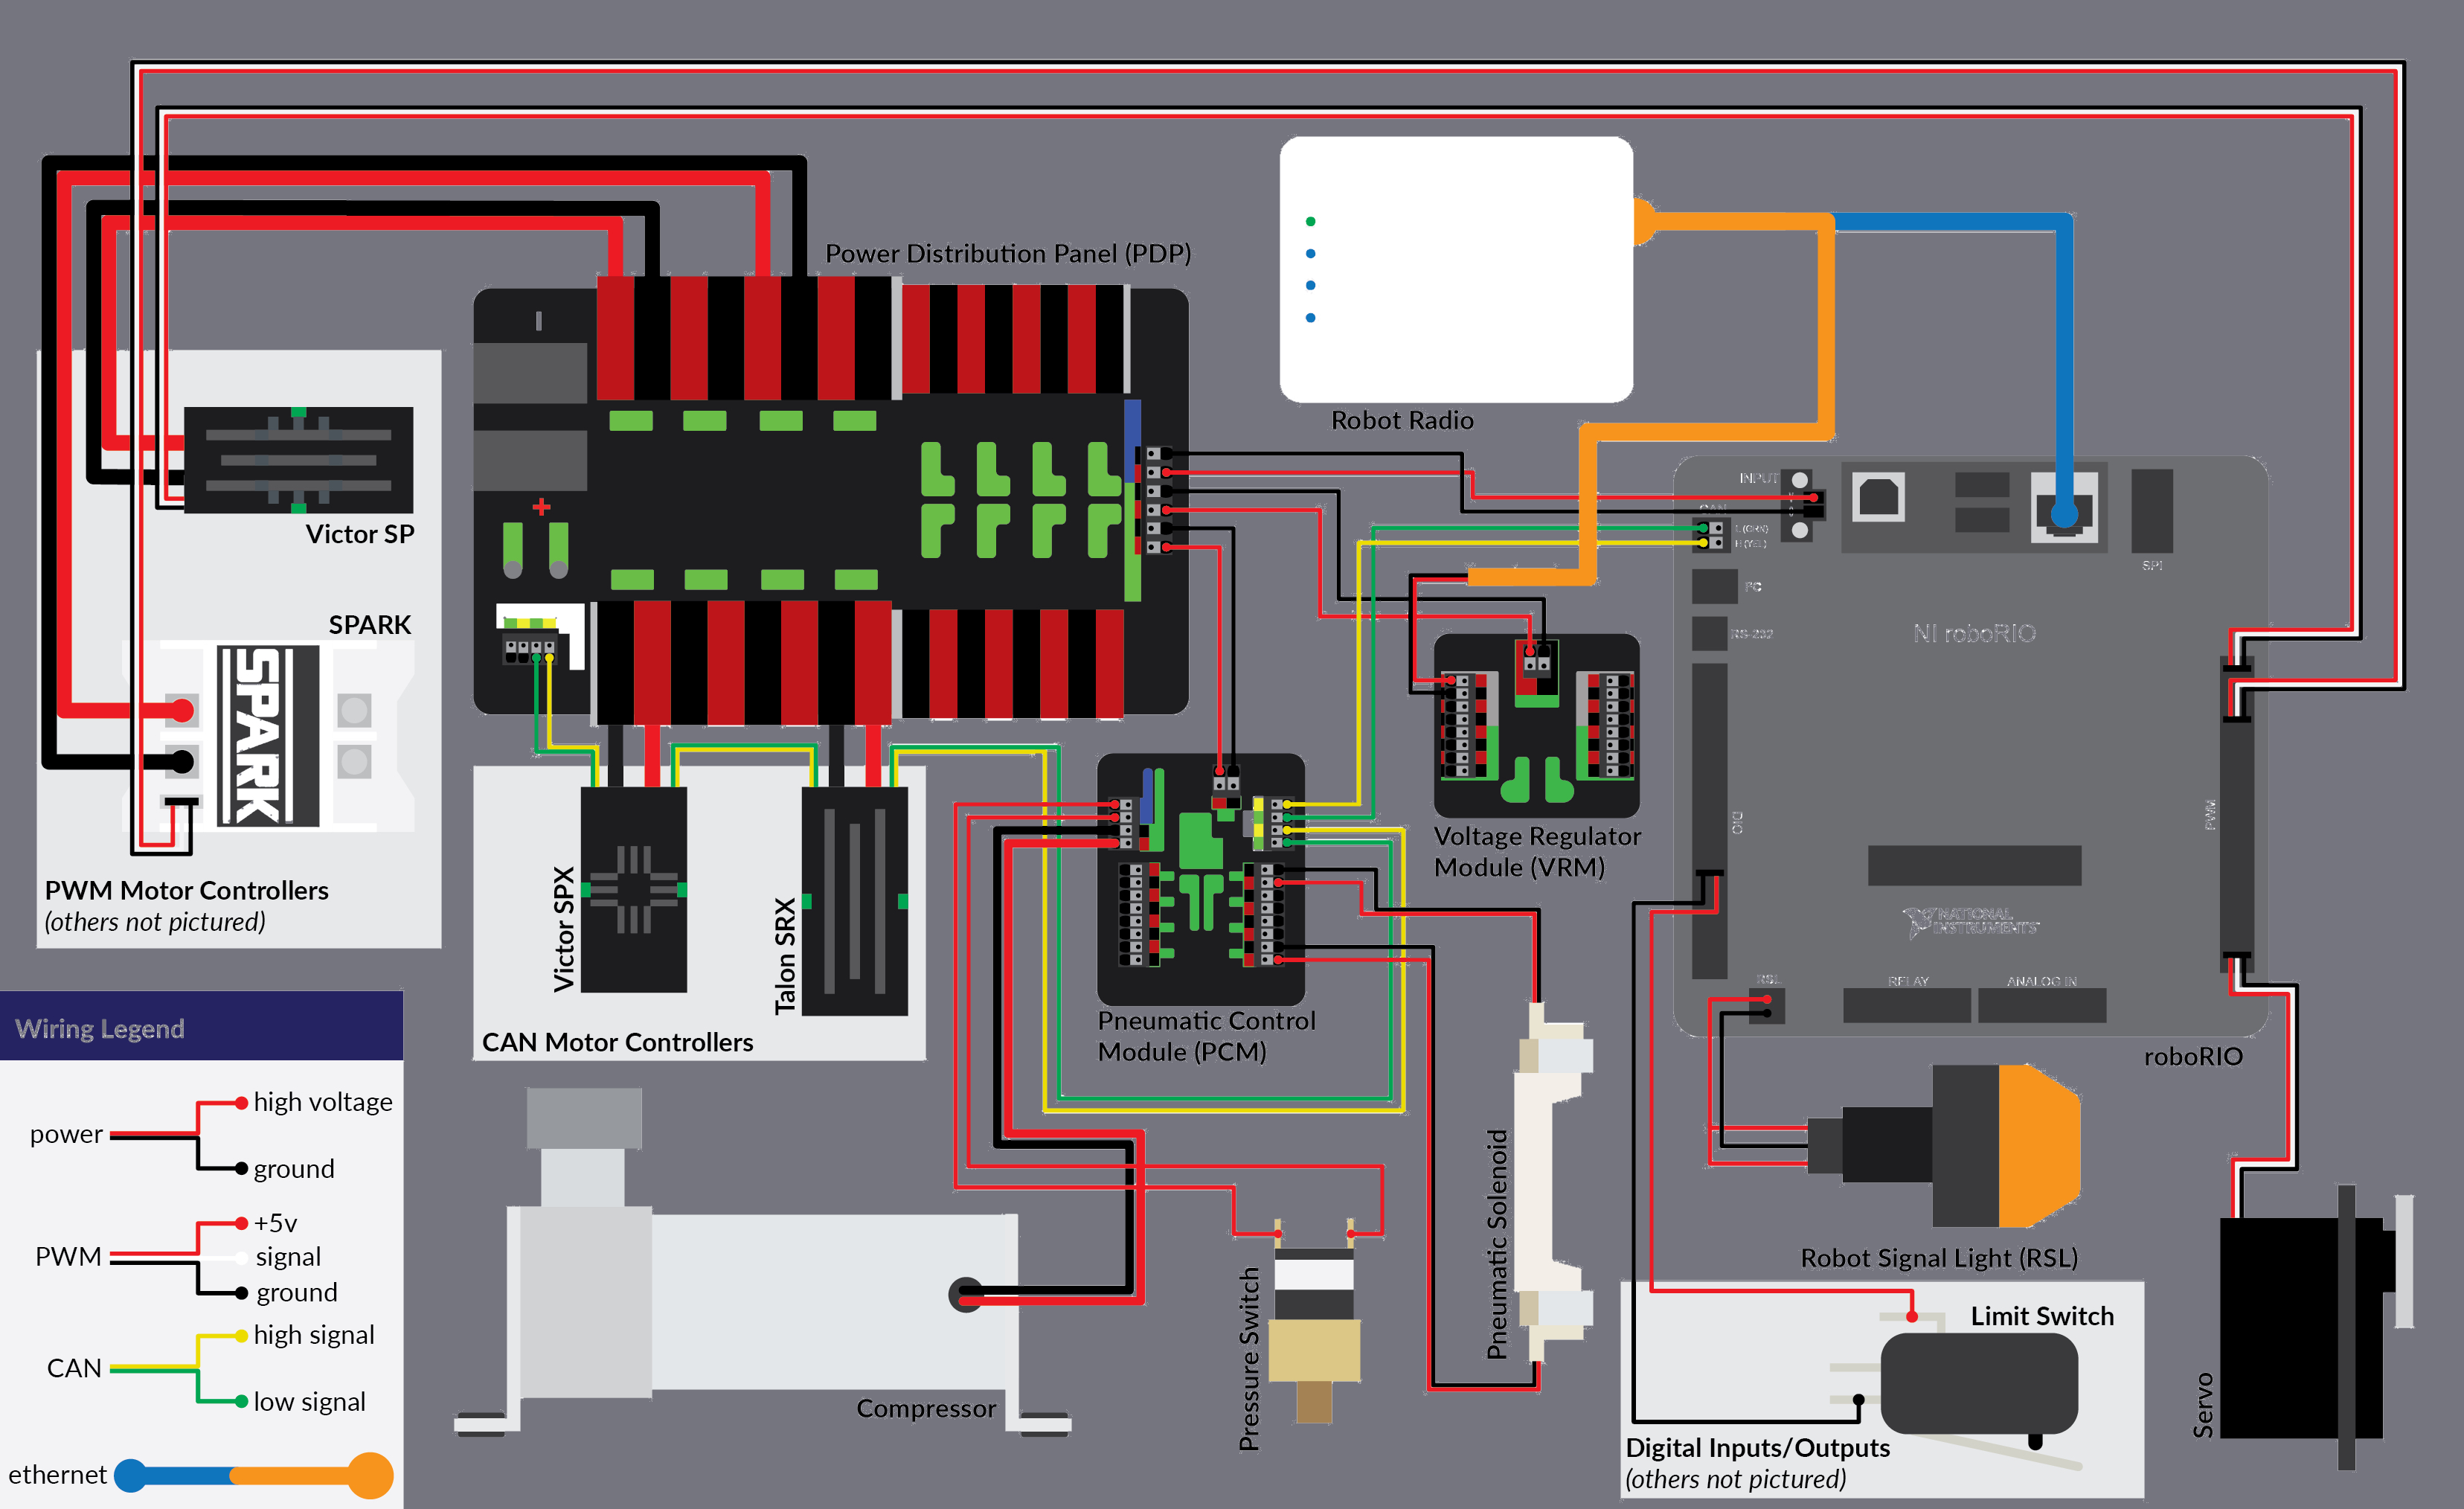 Power Distribution Panel (PDP)
Robot Radio
Victor SP
SPARK
SPARK
PWM Motor Controllers
(others not pictured)
Victor SPX
Talon SRX
CAN Motor Controllers
Pneumatic Control
Module (PCM)
Voltage Regulator
Module (VRM)
INPUT
CAN
L (GRN)
H (YEL)
RS-232
SPI
NI roboRIO
DIO
PWM
NATIONAL
INSTRUMENTS
RSL
RELAY
ANALOG IN
roboRIO
Robot Signal Light (RSL)
Pneumatic Solenoid
Pressure Switch
Compressor
Limit Switch
Digital Inputs/Outputs
(others not pictured)
Servo
Wiring Legend
power
high voltage
ground
PWM
+5v
signal
ground
CAN
high signal
low signal
ethernet